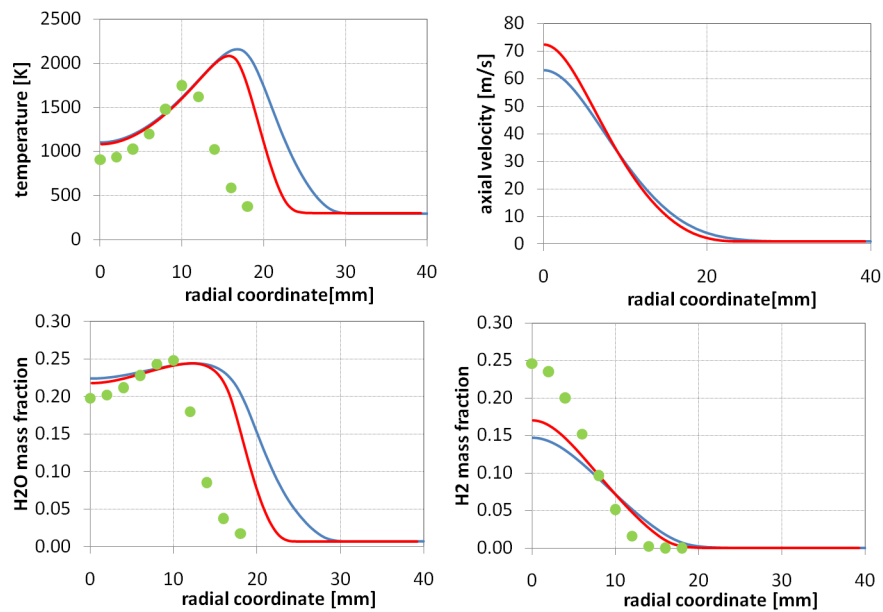 temperature [K]
2500
2000
1500
1000
500
0
0 10 20 30 40
radial coordinate[mm]
axial velocity [m/s]
80
70
60
50
40
30
20
10
0
0 20 40
radial coordinate[mm]
H2O mass fraction
0.30
0.25
0.20
0.15
0.10
0.05
0.00
0 10 20 30 40
radial coordinate [mm]
H2 mass fraction
0.30
0.25
0.20
0.15
0.10
0.05
0.00
0 10 20 30 40
radial coordinate [mm]